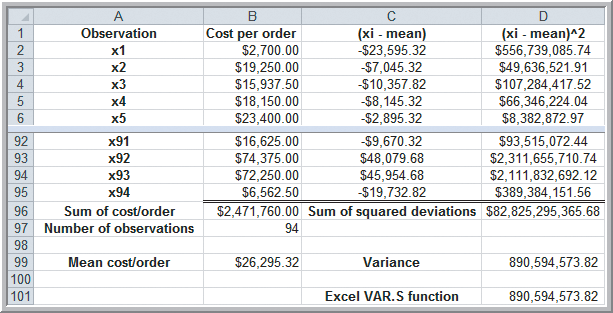 A B C D
1 Observation Cost per order (xi - mean) (xi - mean)^2
2 x1 $2,700.00 -$23,595.32 $556,739,085.74
3 x2 $19,250.00 -$7,045.32 $49,636,521.91
4 x3 $15,937.50 -$10,357.82 $107,284,417.52
5 x4 $18,150.00 -$8,145.32 $66,346,224.04
6 x5 $23,400.00 -$2,895.32 $8,382,872.97
92 x91 $16,625.00 -$9,670.32 $93,515,072.44
93 x92 $74,375.00 $48,079.68 $2,311,655,710.74
94 x93 $72,250.00 $45,954.68 $2,111,832,692.12
95 x94 $6,562.50 -$19,732.82 $389,384,151.56
96 Sum of cost/order $2,471,760.00 Sum of squared deviations $82,825,295,365.68
97 Number of observations 94
98
99 Mean cost/order $26,295.32 Variance 890,594,573.82
100
101 Excel VAR.S function 890,594,573.82